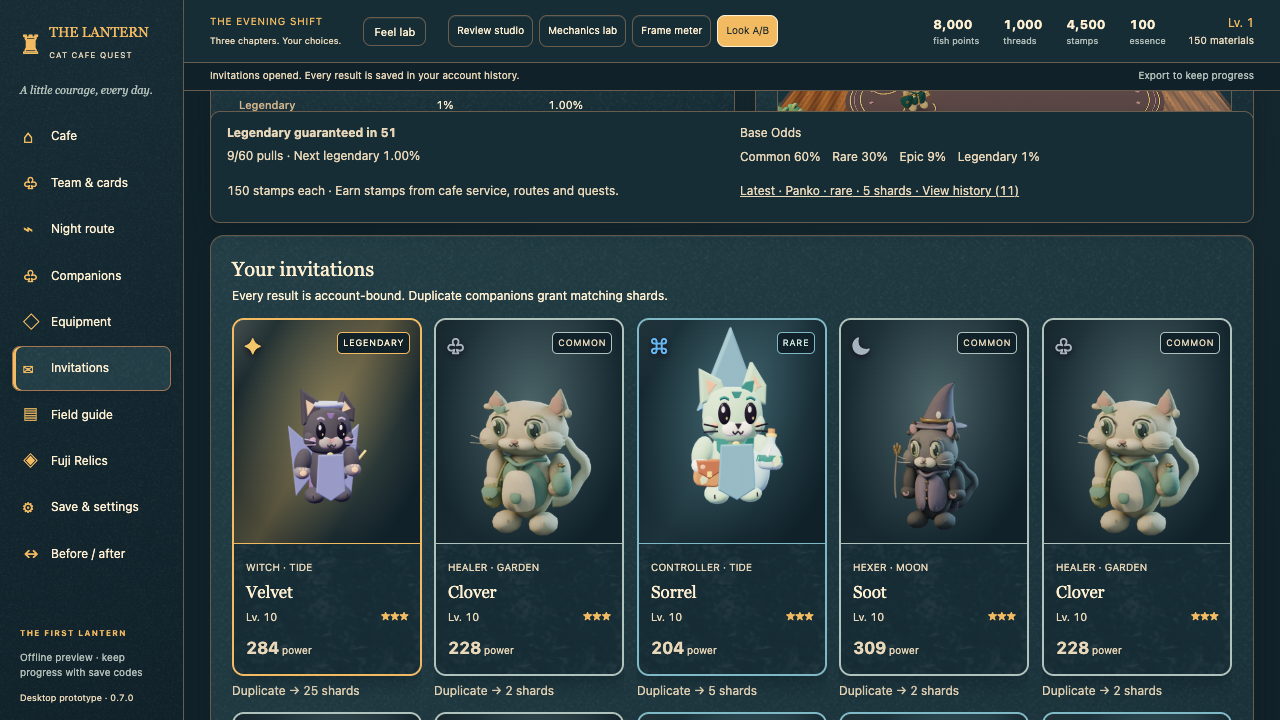 THE LANTERN
CAT CAFE QUEST
A little courage, every day.
Cafe
Team & cards
Night route
Companions
Equipment
Invitations
Field guide
Fuji Relics
Save & settings
Before / after
THE FIRST LANTERN
Offline preview · keep
progress with save codes
Desktop prototype · 0.7.0
THE EVENING SHIFT
Three chapters. Your choices.
Feel lab
Review studio
Mechanics lab
Frame meter
Look A/B
8,000
fish points
1,000
threads
4,500
stamps
100
essence
Lv. 1
150 materials
Invitations opened. Every result is saved in your account history.
Export to keep progress
Legendary 1% 1.00%
Legendary guaranteed in 51
9/60 pulls · Next legendary 1.00%
150 stamps each · Earn stamps from cafe service, routes and quests.
Base Odds
Common 60% Rare 30% Epic 9% Legendary 1%
Latest · Panko · rare · 5 shards · View history (11)
Your invitations
Every result is account-bound. Duplicate companions grant matching shards.
LEGENDARY
WITCH · TIDE
Velvet
Lv. 10
284 power
Duplicate → 25 shards
COMMON
HEALER · GARDEN
Clover
Lv. 10
228 power
Duplicate → 2 shards
RARE
CONTROLLER · TIDE
Sorrel
Lv. 10
204 power
Duplicate → 5 shards
COMMON
HEXER · MOON
Soot
Lv. 10
309 power
Duplicate → 2 shards
COMMON
HEALER · GARDEN
Clover
Lv. 10
228 power
Duplicate → 2 shards